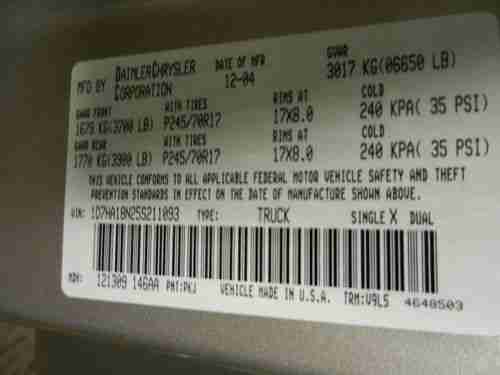 MFD BY DAIMLERCHRYSLER CORPORATION DATE OF MFR 12-04 GVWR 3017 KG(06650 LB)
GAWR FRONT WITH TIRES RIMS AT COLD
1679 KG(3700 LB) P245/70R17 17X8.0 240 KPA( 35 PSI)
GAWR REAR WITH TIRES RIMS AT COLD
1770 KG(3900 LB) P245/70R17 17X8.0 240 KPA( 35 PSI)
THIS VEHICLE CONFORMS TO ALL APPLICABLE FEDERAL MOTOR VEHICLE SAFETY AND THEFT
PREVENTION STANDARDS IN EFFECT ON THE DATE OF MANUFACTURE SHOWN ABOVE.
VIN: 1D7HA18N25S211093 TYPE: TRUCK SINGLE X DUAL
MDH: 121309 146AA PNT:PKJ VEHICLE MADE IN U.S.A. TRM:V9L5 4648503